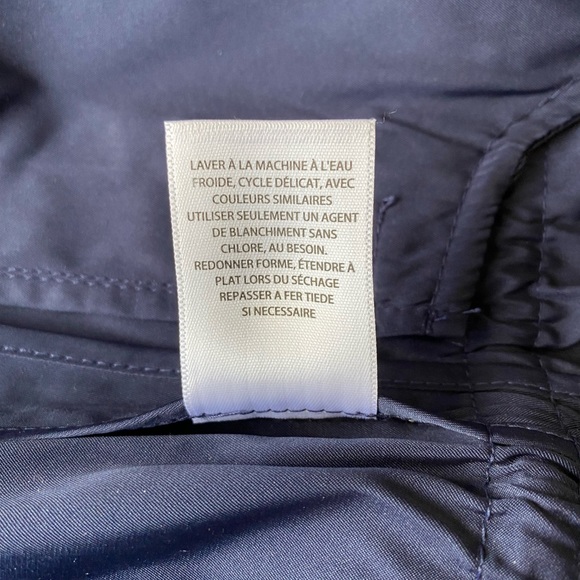 LAVER À LA MACHINE À L'EAU
FROIDE, CYCLE DÉLICAT, AVEC
COULEURS SIMILAIRES
UTILISER SEULEMENT UN AGENT
DE BLANCHIMENT SANS
CHLORE, AU BESOIN.
REDONNER FORME, ÉTENDRE À
PLAT LORS DU SÉCHAGE
REPASSER A FER TIEDE
SI NECESSAIRE